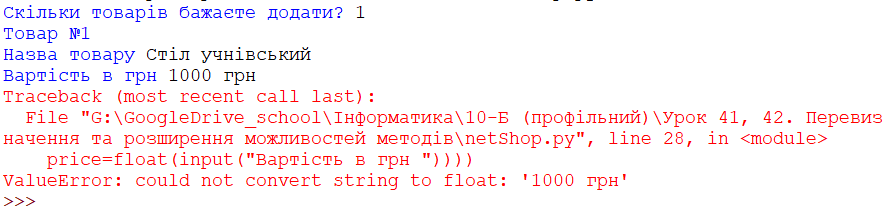 Скільки товарів бажаєте додати? 1
Товар №1
Назва товару Стіл учнівський
Вартість в грн 1000 грн
Traceback (most recent call last):
  File "G:\GoogleDrive_school\Інформатика\10-Б (профільний)\Урок 41, 42. Перевиз
начення та розширення можливостей методів\netShop.py", line 28, in <module>
    price=float(input("Вартість в грн "))))
ValueError: could not convert string to float: '1000 грн'
>>>